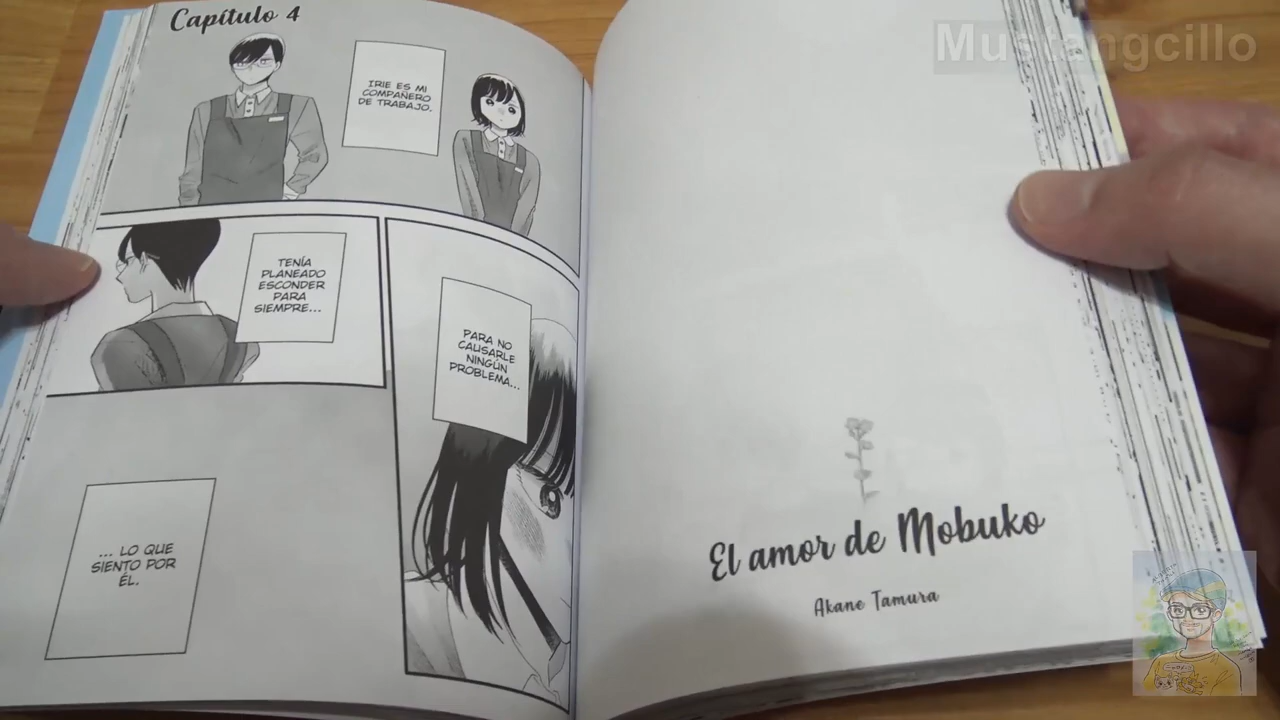 Capítulo 4
IRIE ES MI
COMPAÑERO
DE TRABAJO.
TENÍA
PLANEADO
ESCONDER
PARA
SIEMPRE...
PARA NO
CAUSARLE
NINGÚN
PROBLEMA...
... LO QUE
SIENTO POR
ÉL.
El amor de Mobuko
Akane Tamura
Mustangcillo